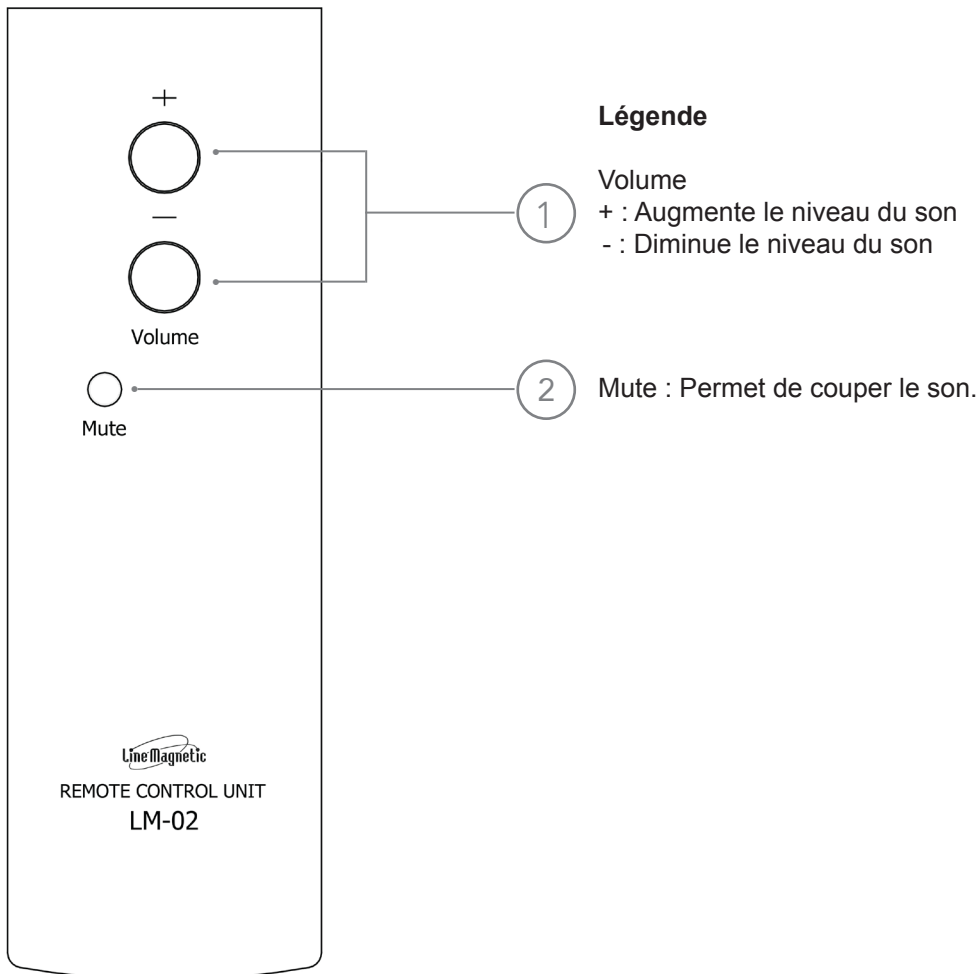 +
—
Volume
Mute
Line Magnetic
REMOTE CONTROL UNIT
LM-02
Légende
1
Volume
+ : Augmente le niveau du son
- : Diminue le niveau du son
2
Mute : Permet de couper le son.